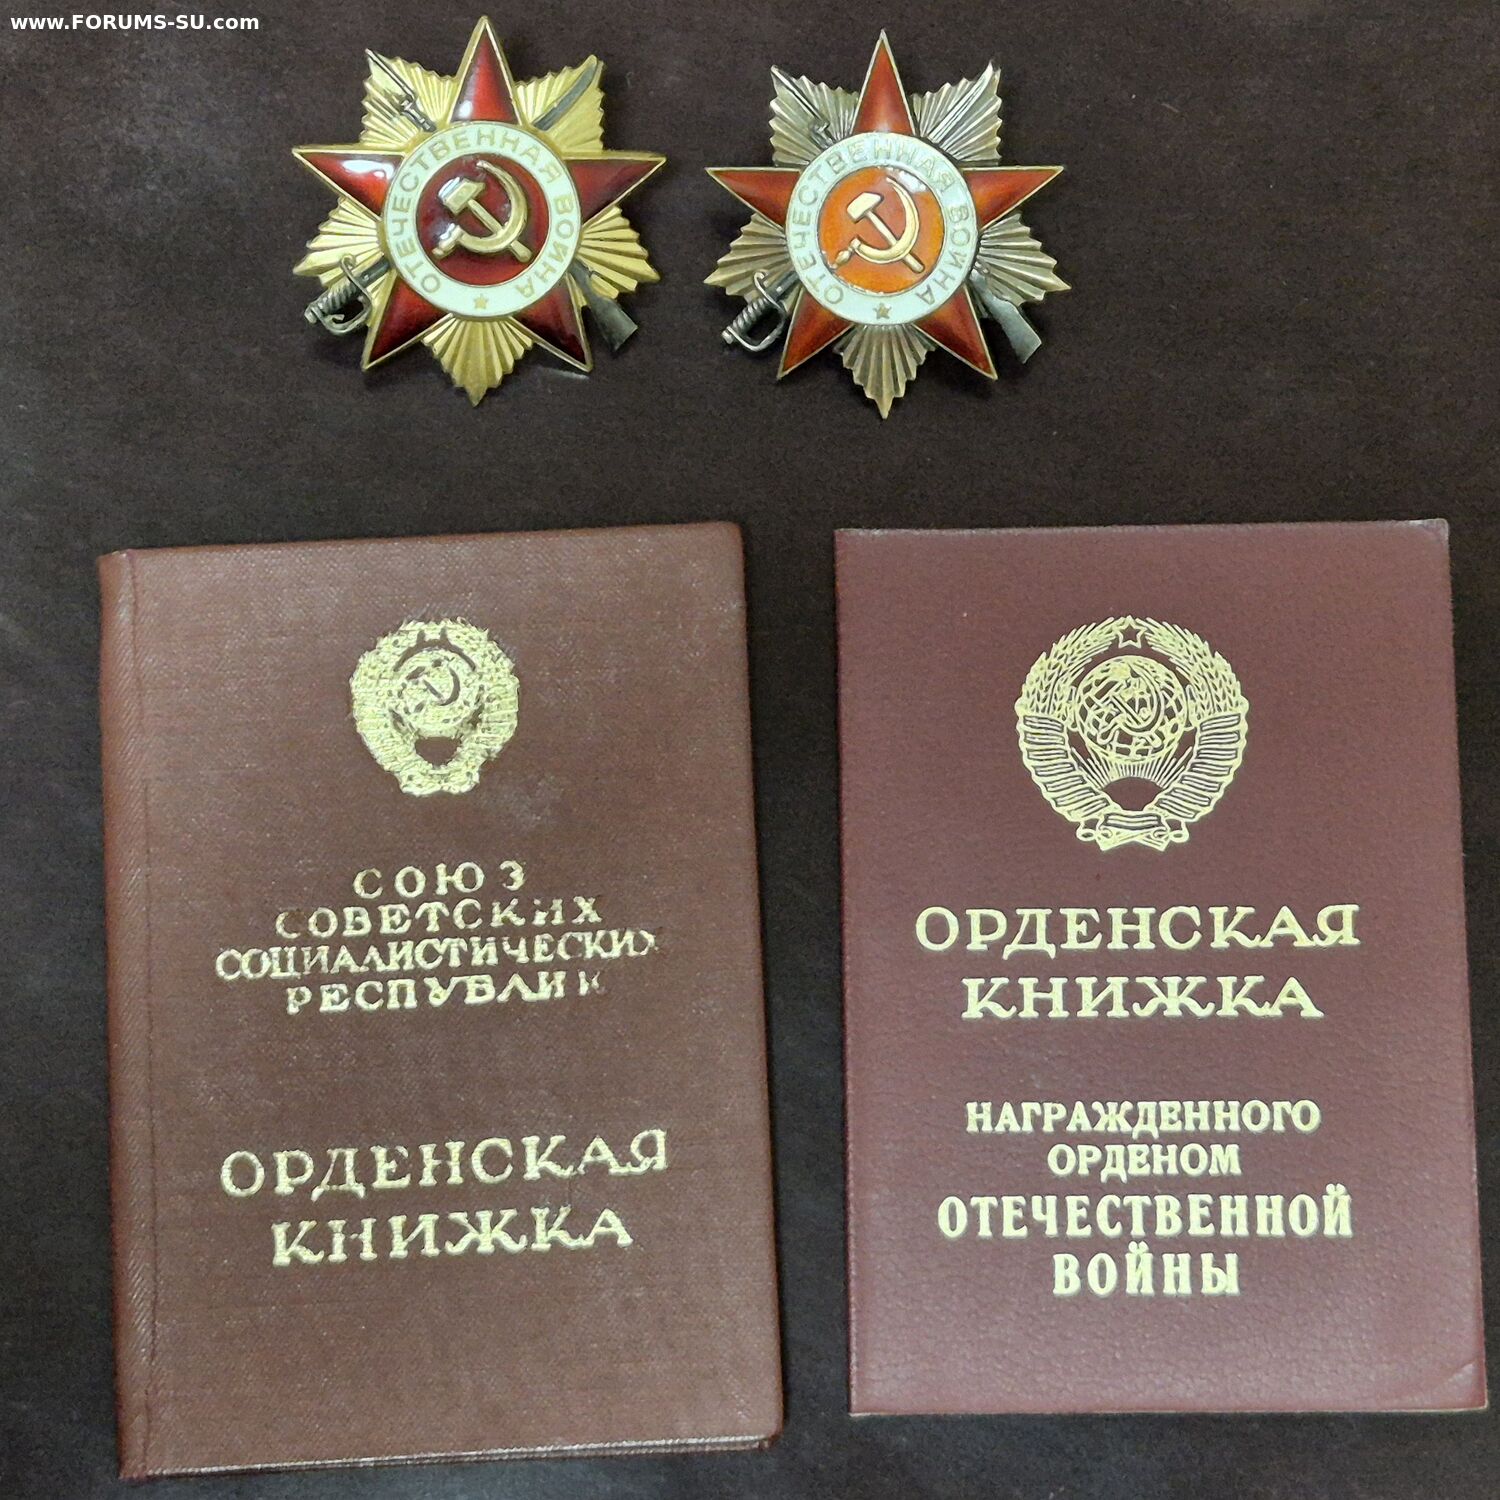 www.FORUMS-SU.com
ОТЕЧЕСТВЕННАЯ ВОЙНА
ОТЕЧЕСТВЕННАЯ ВОЙНА
СОЮЗ
СОВЕТСКИХ
СОЦИАЛИСТИЧЕСКИХ
РЕСПУБЛИК
ОРДЕНСКАЯ
КНИЖКА
ОРДЕНСКАЯ
КНИЖКА
НАГРАЖДЕННОГО
ОРДЕНОМ
ОТЕЧЕСТВЕННОЙ
ВОЙНЫ